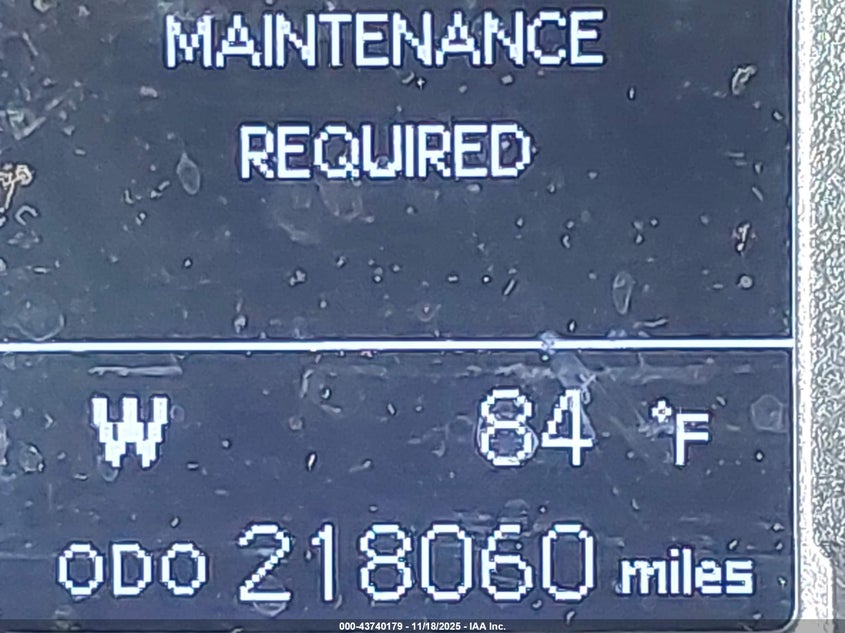 MAINTENANCE
REQUIRED
W 84 °F
ODO 218060 miles
000-43740179 - 11/18/2025 - IAA Inc.